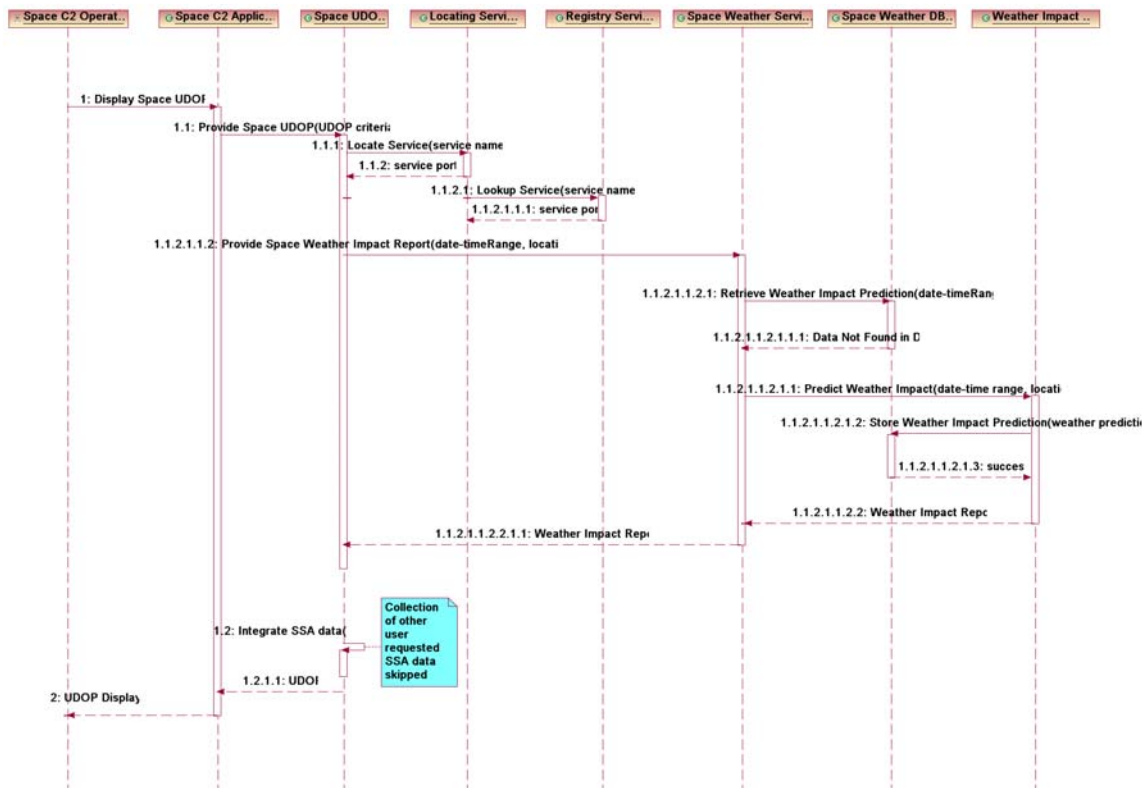 Space C2 Operat...
Space C2 Applic...
Space UDO...
Locating Servi...
Registry Servi...
Space Weather Servi...
Space Weather DB...
Weather Impact ...
1: Display Space UDOP
1.1: Provide Space UDOP(UDOP criteria
1.1.1: Locate Service(service name
1.1.2: service port
1.1.2.1: Lookup Service(service name
1.1.2.1.1.1: service por
1.1.2.1.1.2: Provide Space Weather Impact Report(date-timeRange, locati
1.1.2.1.1.2.1: Retrieve Weather Impact Prediction(date-timeRang
1.1.2.1.1.2.1.1.1: Data Not Found in D
1.1.2.1.1.2.1.1: Predict Weather Impact(date-time range, locati
1.1.2.1.1.2.1.2: Store Weather Impact Prediction(weather predicti
1.1.2.1.1.2.1.3: succes
1.1.2.1.1.2.2: Weather Impact Repo
1.1.2.1.1.2.2.1.1: Weather Impact Repo
Collection
of other
user
requested
SSA data
skipped
1.2: Integrate SSA data(
1.2.1.1: UDOP
2: UDOP Display